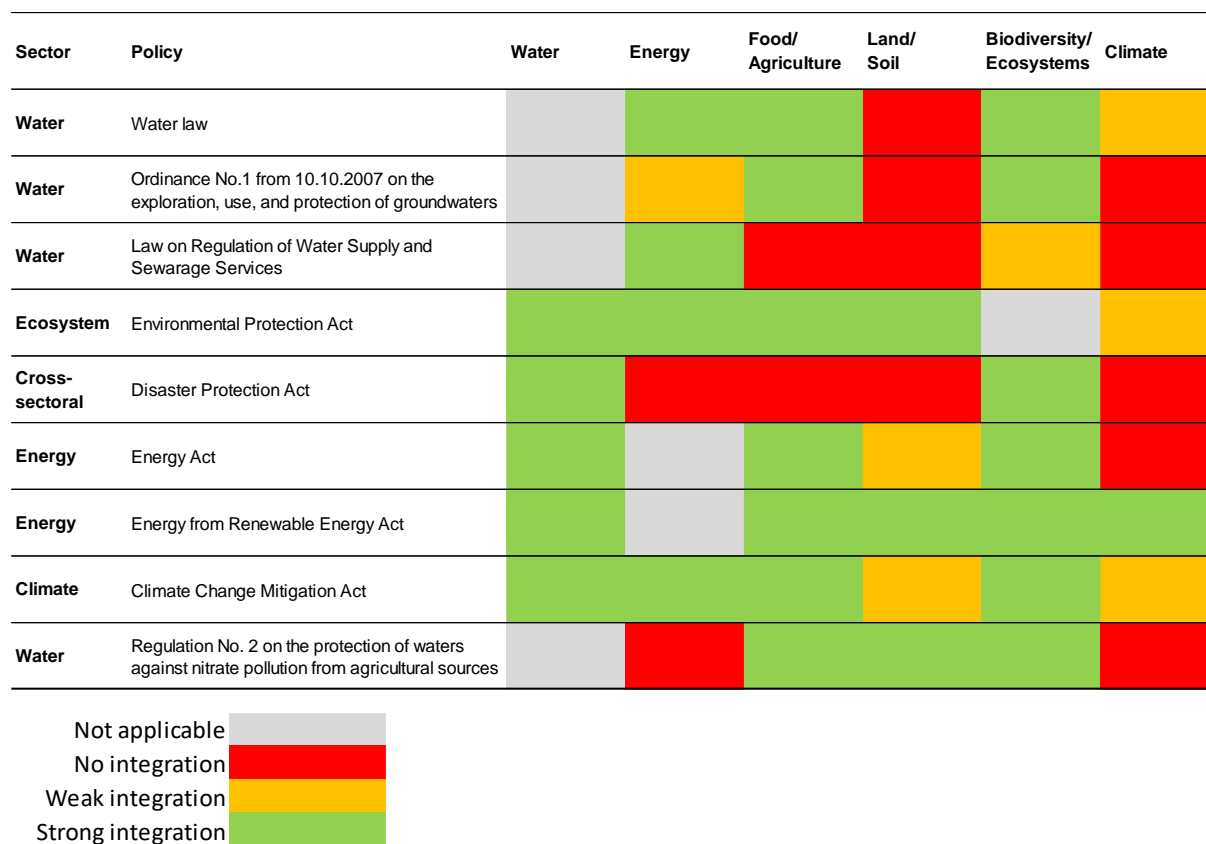 Sector Policy Water Energy Food/ Agriculture Land/ Soil Biodiversity/ Ecosystems Climate
Water Water law
Water Ordinance No.1 from 10.10.2007 on the
exploration, use, and protection of groundwaters
Water Law on Regulation of Water Supply and
Sewarage Services
Ecosystem Environmental Protection Act
Cross-
sectoral Disaster Protection Act
Energy Energy Act
Energy Energy from Renewable Energy Act
Climate Climate Change Mitigation Act
Water Regulation No. 2 on the protection of waters
against nitrate pollution from agricultural sources
Not applicable
No integration
Weak integration
Strong integration